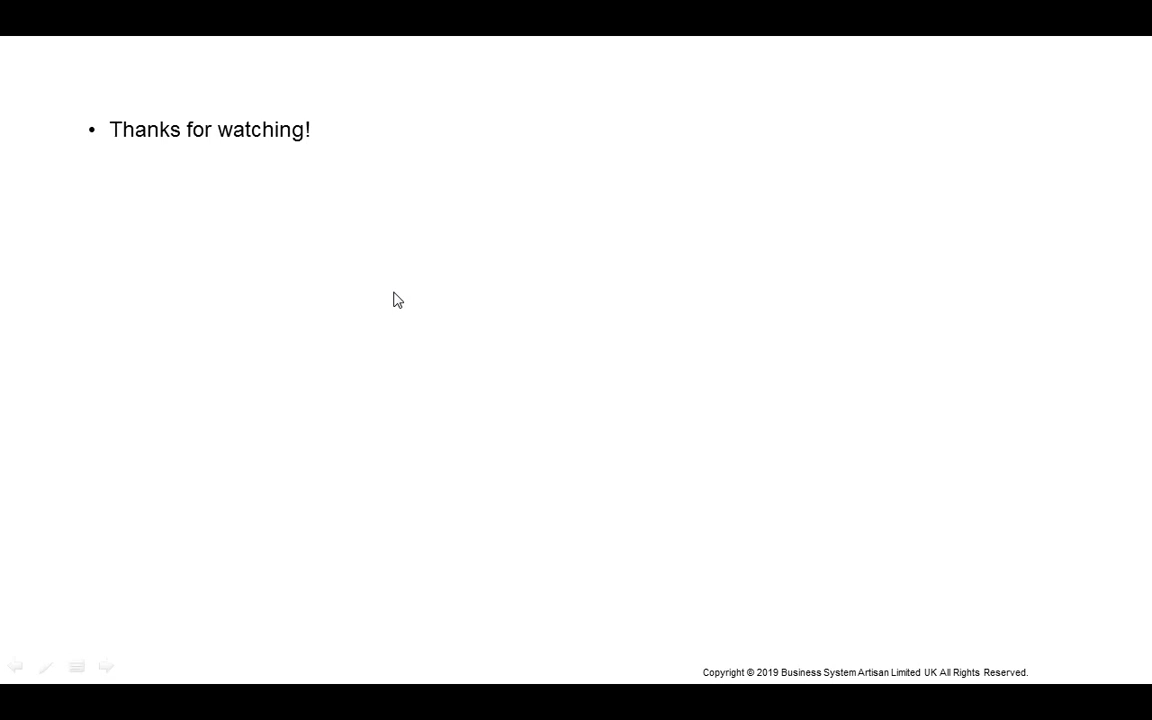 • Thanks for watching!
Copyright © 2019 Business System Artisan Limited UK All Rights Reserved.